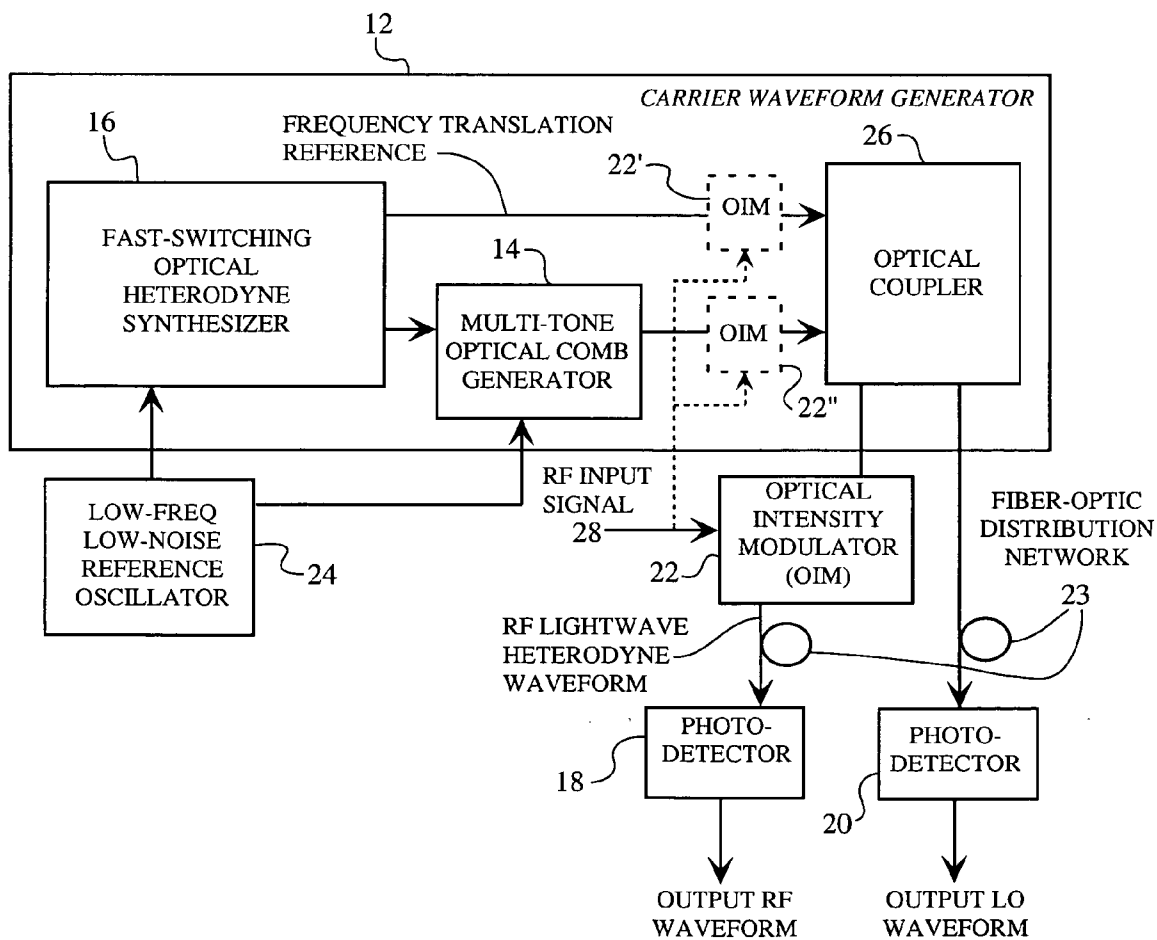 12
CARRIER WAVEFORM GENERATOR
16
FREQUENCY TRANSLATION
REFERENCE
22'
26
OIM
FAST-SWITCHING
OPTICAL
HETERODYNE
SYNTHESIZER
14
OPTICAL
COUPLER
MULTI-TONE
OPTICAL COMB
GENERATOR
OIM
22"
RF INPUT
SIGNAL
28
LOW-FREQ
LOW-NOISE
REFERENCE
OSCILLATOR
24
OPTICAL
INTENSITY
MODULATOR
(OIM)
22
FIBER-OPTIC
DISTRIBUTION
NETWORK
23
RF LIGHTWAVE
HETERODYNE
WAVEFORM
PHOTO-
DETECTOR
18
PHOTO-
DETECTOR
20
OUTPUT RF
WAVEFORM
OUTPUT LO
WAVEFORM